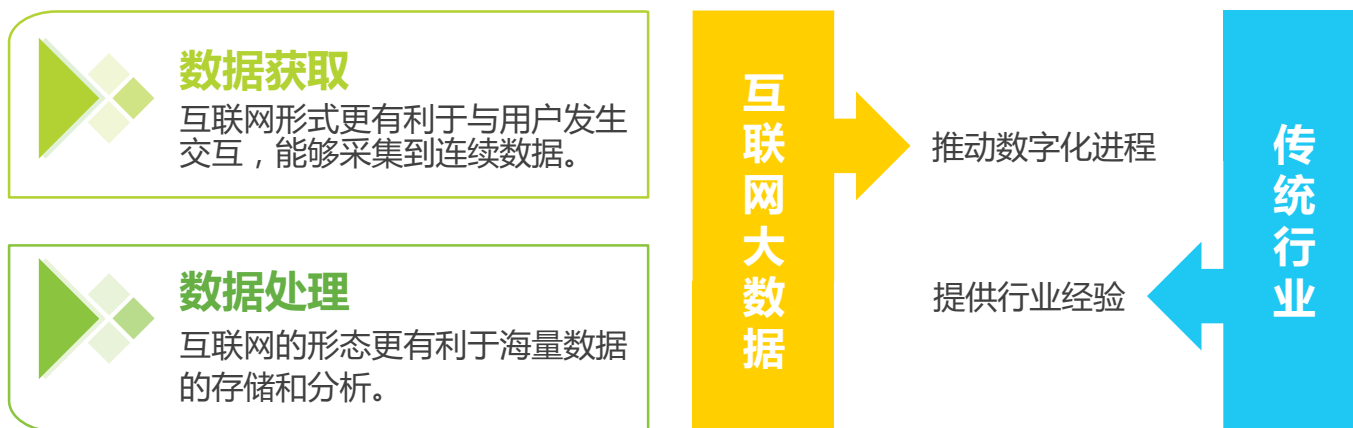 数据获取
互联网形式更有利于与用户发生
交互，能够采集到连续数据。
数据处理
互联网的形态更有利于海量数据
的存储和分析。
互联网大数据
推动数字化进程
提供行业经验
传统行业